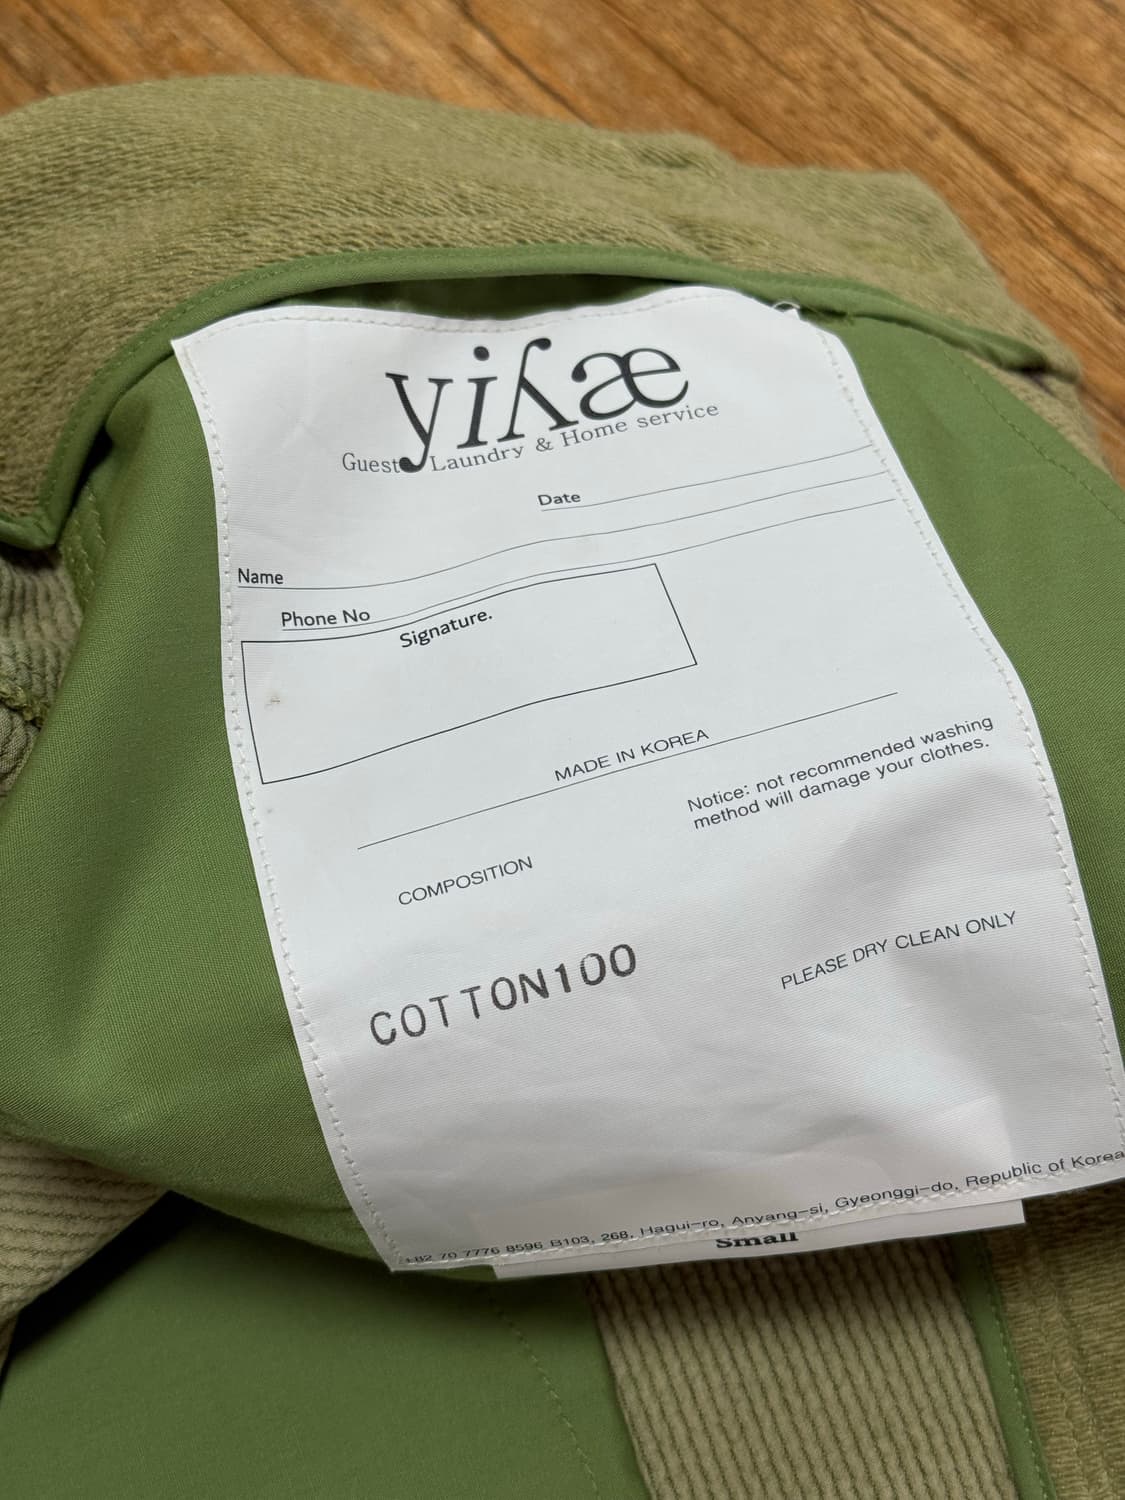 yikæ
Guest Laundry & Home service
Date
Name
Phone No
Signature.
MADE IN KOREA
Notice: not recommended washing
method will damage your clothes.
COMPOSITION
COTTON100
PLEASE DRY CLEAN ONLY
+82 70 7776 8596 B103, 268, Hagui-ro, Anyang-si, Gyeonggi-do, Republic of Korea
Small